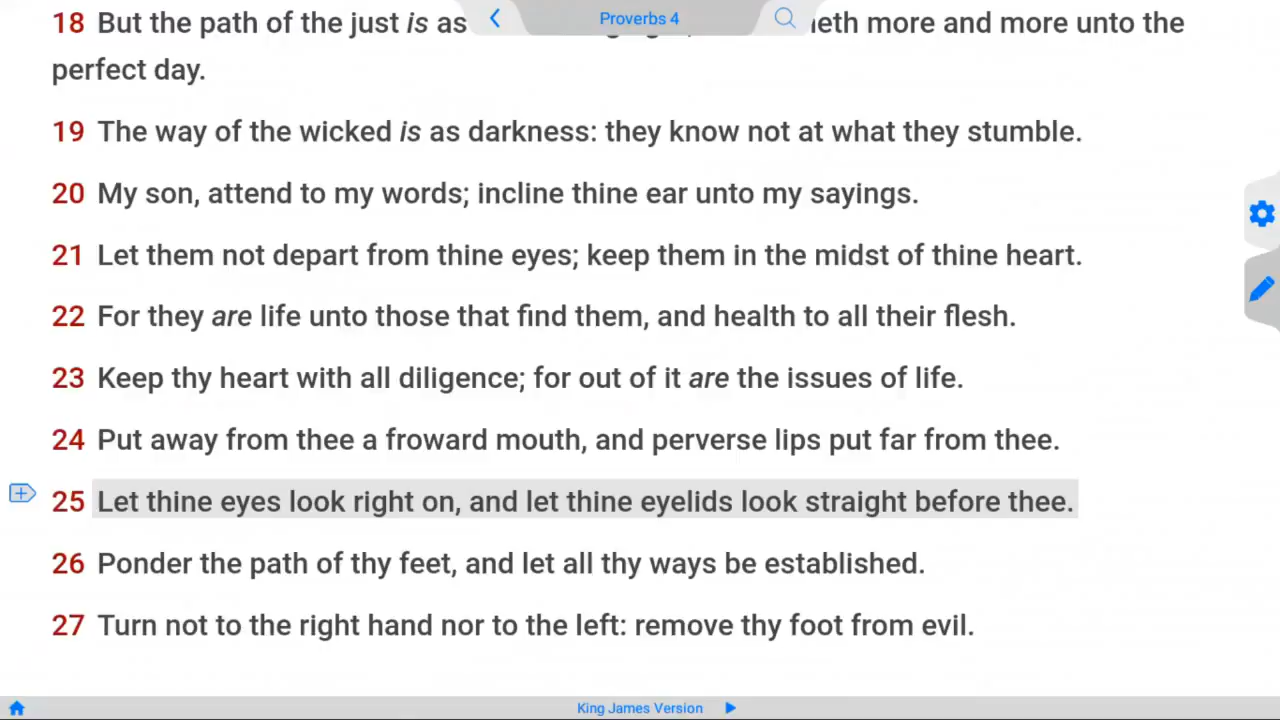 Proverbs 4
18 But the path of the just is as eth more and more unto the
perfect day.
19 The way of the wicked is as darkness: they know not at what they stumble.
20 My son, attend to my words; incline thine ear unto my sayings.
21 Let them not depart from thine eyes; keep them in the midst of thine heart.
22 For they are life unto those that find them, and health to all their flesh.
23 Keep thy heart with all diligence; for out of it are the issues of life.
24 Put away from thee a froward mouth, and perverse lips put far from thee.
25 Let thine eyes look right on, and let thine eyelids look straight before thee.
26 Ponder the path of thy feet, and let all thy ways be established.
27 Turn not to the right hand nor to the left: remove thy foot from evil.
King James Version